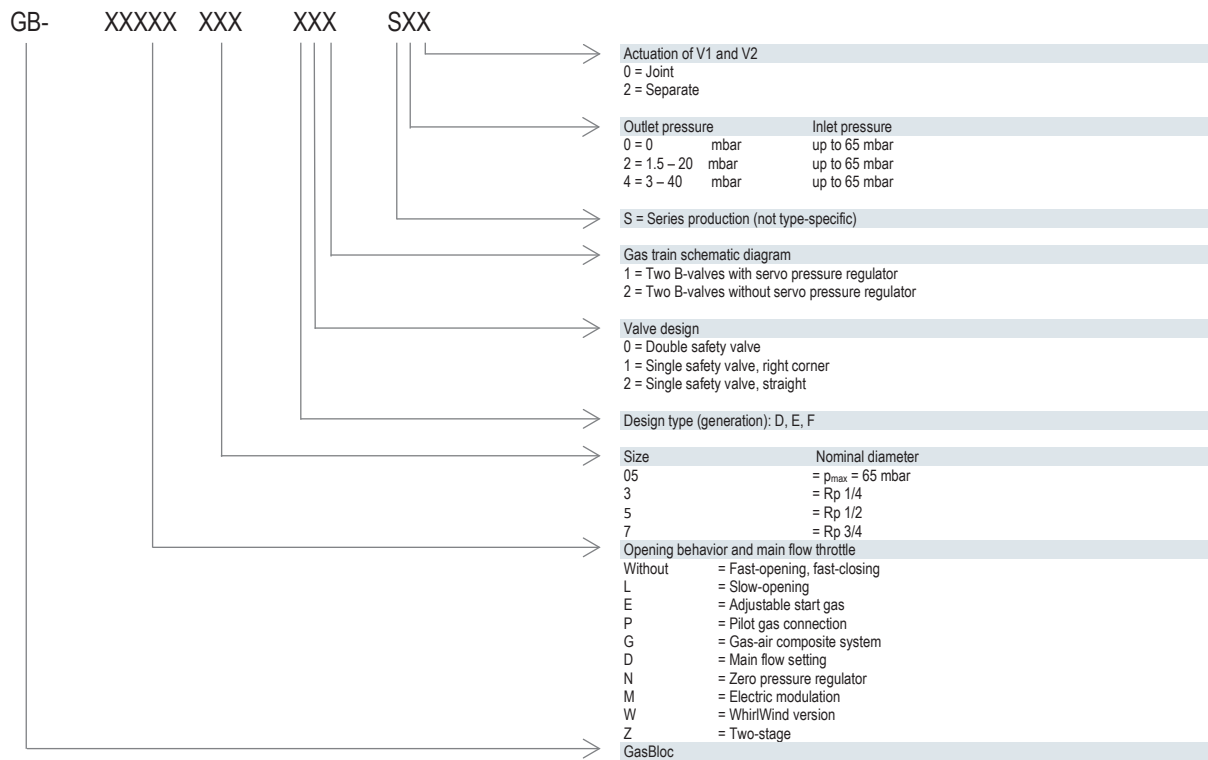 GB- XXXXX XXX XXX SXX
Actuation of V1 and V2
0 = Joint
2 = Separate
Outlet pressure Inlet pressure
0 = 0 mbar up to 65 mbar
2 = 1.5 – 20 mbar up to 65 mbar
4 = 3 – 40 mbar up to 65 mbar
S = Series production (not type-specific)
Gas train schematic diagram
1 = Two B-valves with servo pressure regulator
2 = Two B-valves without servo pressure regulator
Valve design
0 = Double safety valve
1 = Single safety valve, right corner
2 = Single safety valve, straight
Design type (generation): D, E, F
Size Nominal diameter
05 = pmax = 65 mbar
3 = Rp 1/4
5 = Rp 1/2
7 = Rp 3/4
Opening behavior and main flow throttle
Without = Fast-opening, fast-closing
L = Slow-opening
E = Adjustable start gas
P = Pilot gas connection
G = Gas-air composite system
D = Main flow setting
N = Zero pressure regulator
M = Electric modulation
W = WhirlWind version
Z = Two-stage
GasBloc